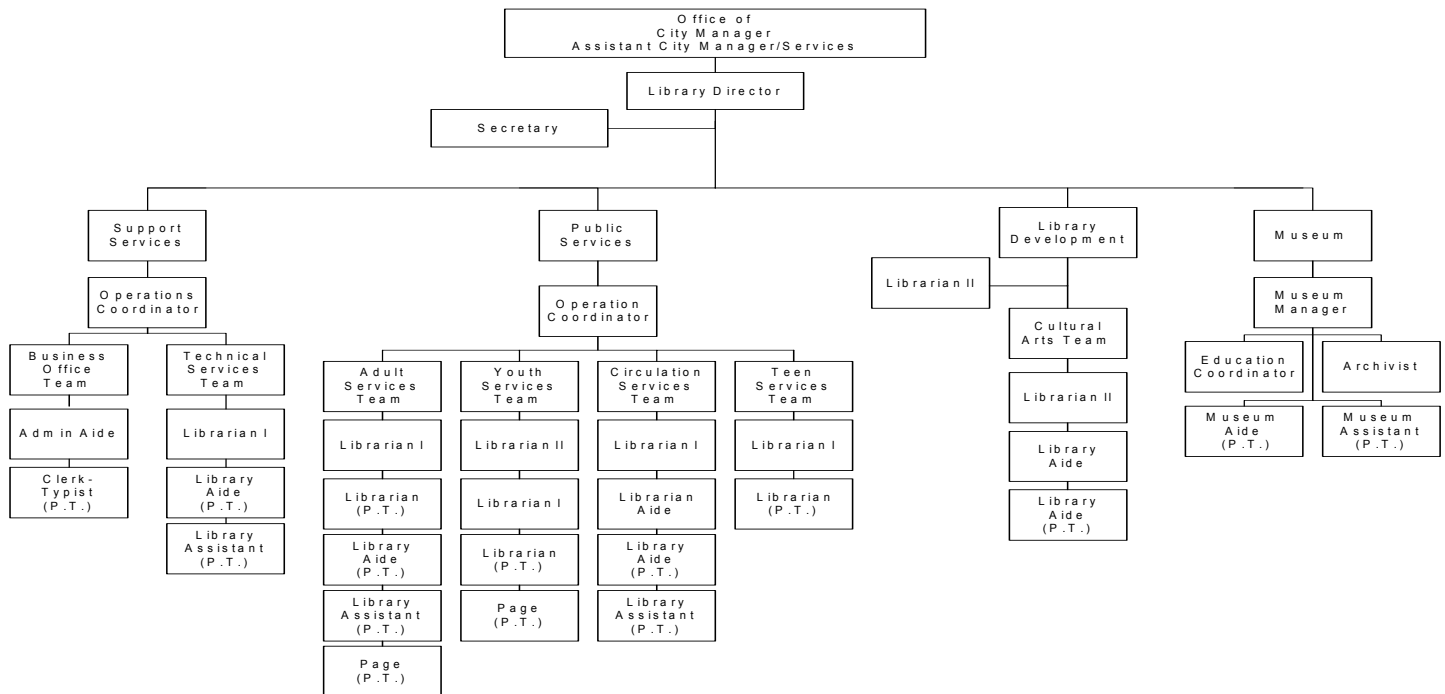 Office of
City Manager
Assistant City Manager/Services
Library Director
Secretary
Support
Services
Operations
Coordinator
Business
Office
Team
Admin Aide
Clerk-
Typist
(P.T.)
Technical
Services
Team
Librarian I
Library
Aide
(P.T.)
Library
Assistant
(P.T.)
Public
Services
Operation
Coordinator
Adult
Services
Team
Librarian I
Librarian
(P.T.)
Library
Aide
(P.T.)
Library
Assistant
(P.T.)
Page
(P.T.)
Youth
Services
Team
Librarian II
Librarian I
Librarian
(P.T.)
Page
(P.T.)
Circulation
Services
Team
Librarian I
Librarian
Aide
Library
Aide
(P.T.)
Library
Assistant
(P.T.)
Teen
Services
Team
Librarian I
Librarian
(P.T.)
Library
Development
Librarian II
Cultural
Arts Team
Librarian II
Library
Aide
Library
Aide
(P.T.)
Museum
Museum
Manager
Education
Coordinator
Archivist
Museum
Aide
(P.T.)
Museum
Assistant
(P.T.)